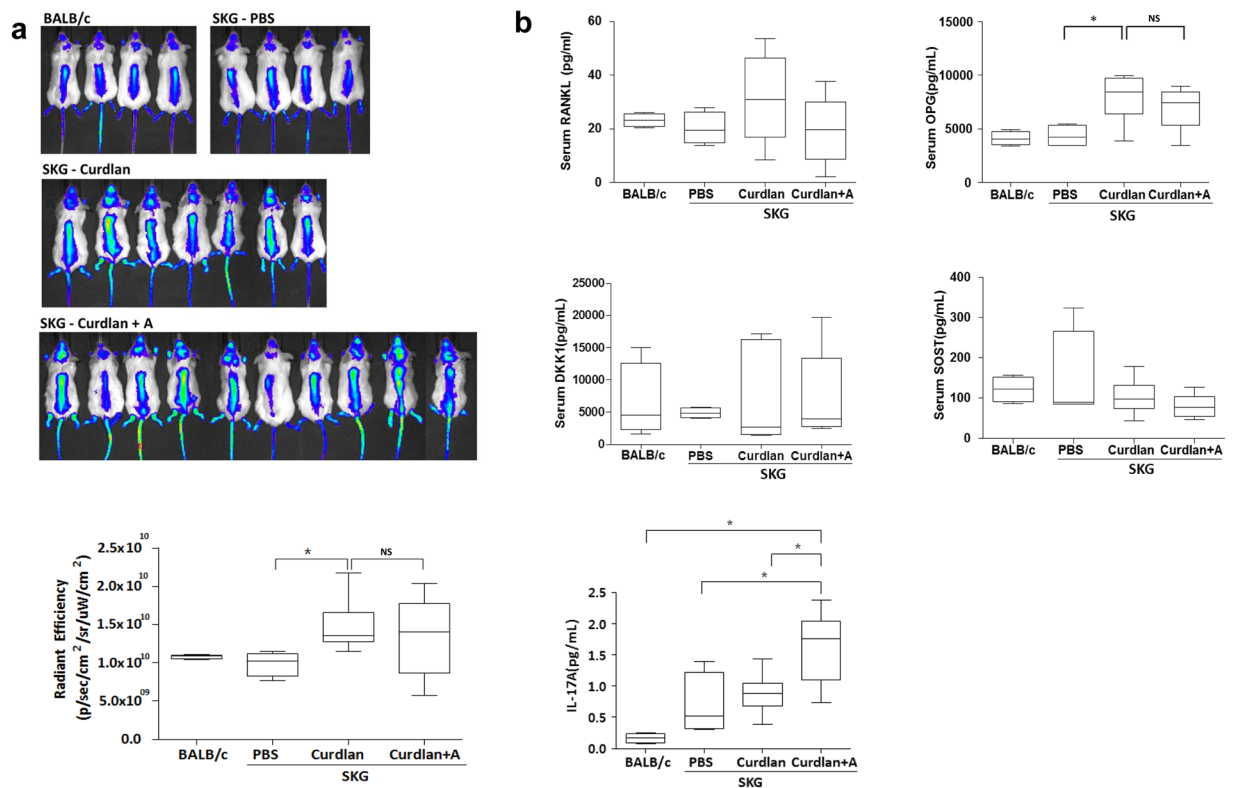 a
BALB/c
SKG - PBS
SKG - Curdlan
SKG - Curdlan + A
Radiant Efficiency
(p/sec/cm²/sr/uW/cm²)
2.5x10¹⁰
2.0x10¹⁰
1.5x10¹⁰
1.0x10¹⁰
5.0x10⁰⁹
0.0
*
NS
BALB/c
PBS
Curdlan
Curdlan+A
SKG
b
Serum RANKL (pg/ml)
60
40
20
0
BALB/c
PBS
Curdlan
Curdlan+A
SKG
Serum OPG(pg/mL)
15000
10000
5000
0
*
NS
BALB/c
PBS
Curdlan
Curdlan+A
SKG
Serum DKK1(pg/mL)
25000
20000
15000
10000
5000
0
BALB/c
PBS
Curdlan
Curdlan+A
SKG
Serum SOST(pg/mL)
400
300
200
100
0
BALB/c
PBS
Curdlan
Curdlan+A
SKG
IL-17A(pg/mL)
2.5
2.0
1.5
1.0
0.5
0.0
*
*
*
BALB/c
PBS
Curdlan
Curdlan+A
SKG